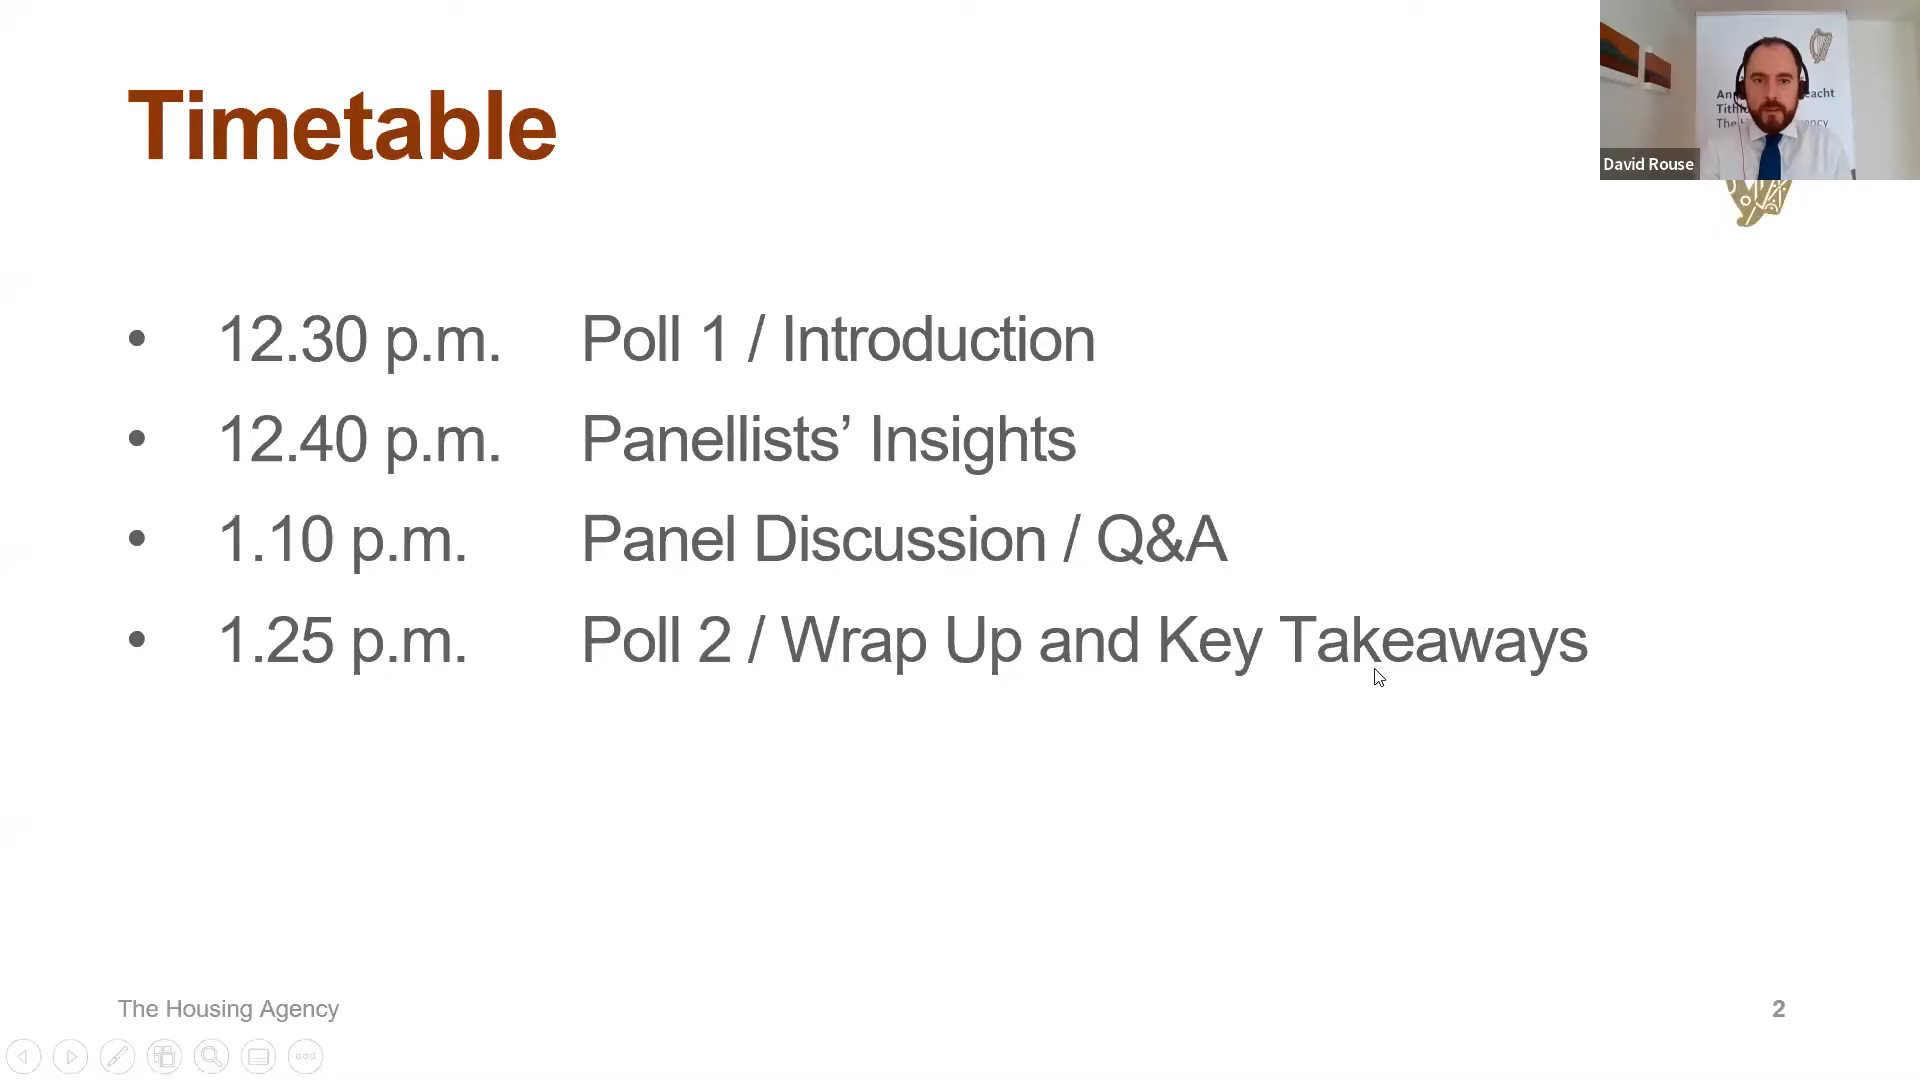 Timetable
• 12.30 p.m. Poll 1 / Introduction
• 12.40 p.m. Panellists’ Insights
• 1.10 p.m. Panel Discussion / Q&A
• 1.25 p.m. Poll 2 / Wrap Up and Key Takeaways
The Housing Agency
2
David Rouse